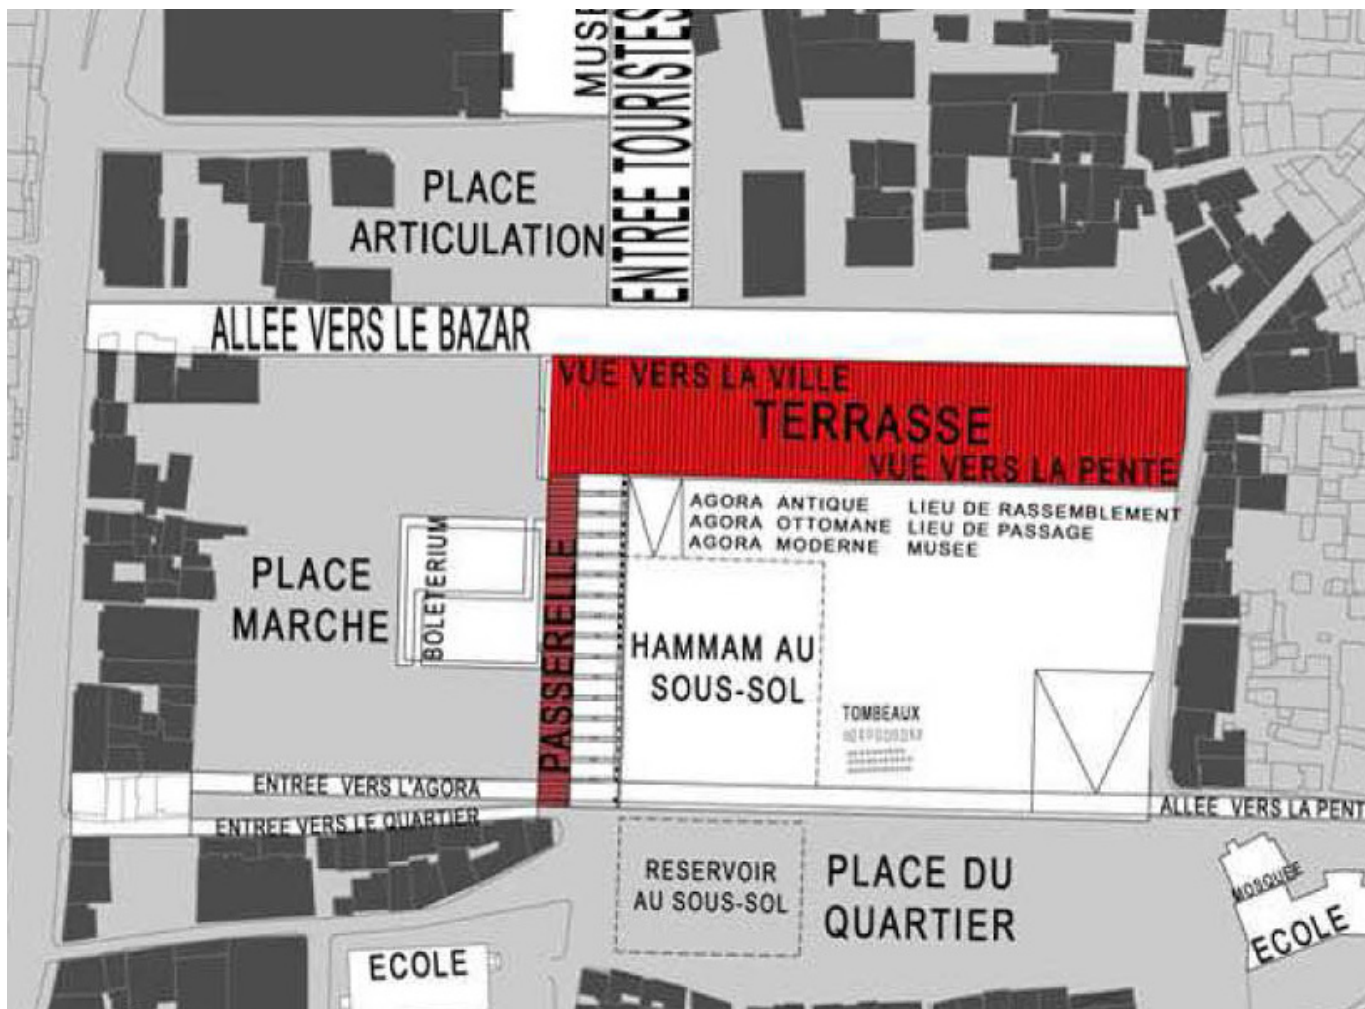 MUSE
ENTREE TOURISTES
PLACE
ARTICULATION
ALLEE VERS LE BAZAR
VUE VERS LA VILLE
TERRASSE
VUE VERS LA PENTE
AGORA ANTIQUE LIEU DE RASSEMBLEMENT
AGORA OTTOMANE LIEU DE PASSAGE
AGORA MODERNE MUSEE
PLACE
MARCHE
BOLETERIUM
PASSERELLE
HAMMAM AU
SOUS-SOL
TOMBEAUX
ENTREE VERS L'AGORA
ENTREE VERS LE QUARTIER
ALLEE VERS LA PENT
RESERVOIR
AU SOUS-SOL
PLACE DU
QUARTIER
MOSQUEE
ECOLE
ECOLE